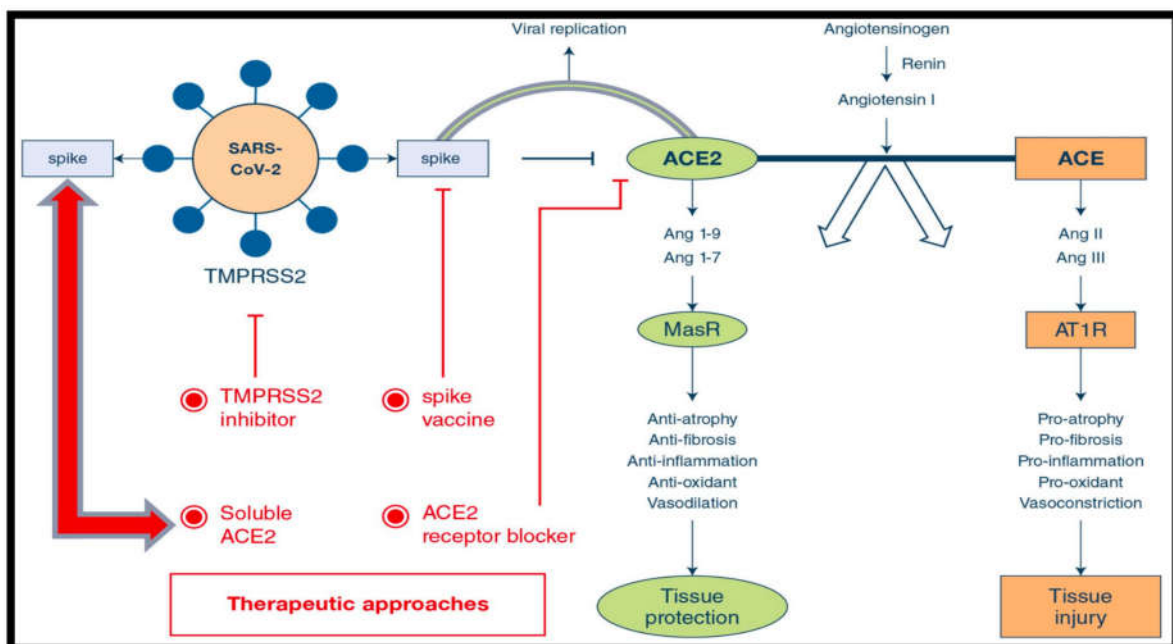 Viral replication
Angiotensinogen
Renin
Angiotensin I
spike
SARS-
CoV-2
spike
ACE2
ACE
TMPRSS2
Ang 1-9
Ang 1-7
Ang II
Ang III
MasR
AT1R
TMPRSS2
inhibitor
spike
vaccine
Anti-atrophy
Anti-fibrosis
Anti-inflammation
Anti-oxidant
Vasodilation
Pro-atrophy
Pro-fibrosis
Pro-inflammation
Pro-oxidant
Vasoconstriction
Soluble
ACE2
ACE2
receptor blocker
Therapeutic approaches
Tissue
protection
Tissue
injury